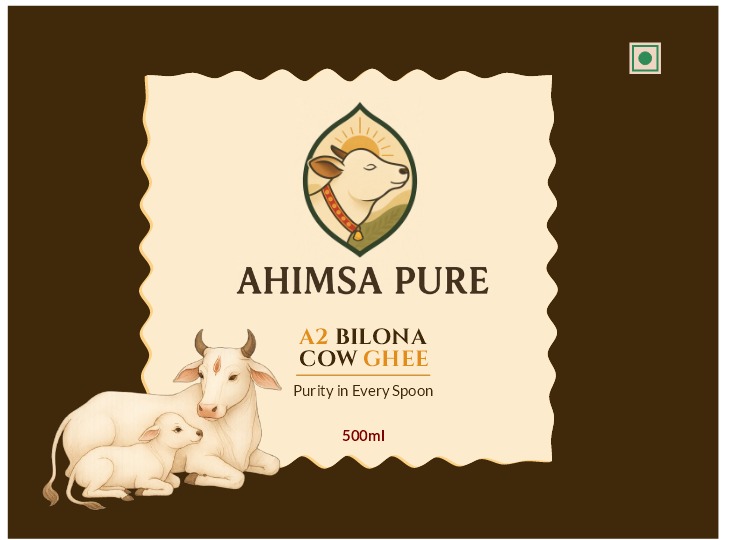 AHIMSA PURE
A2 BILONA
COW GHEE
Purity in Every Spoon
500ml